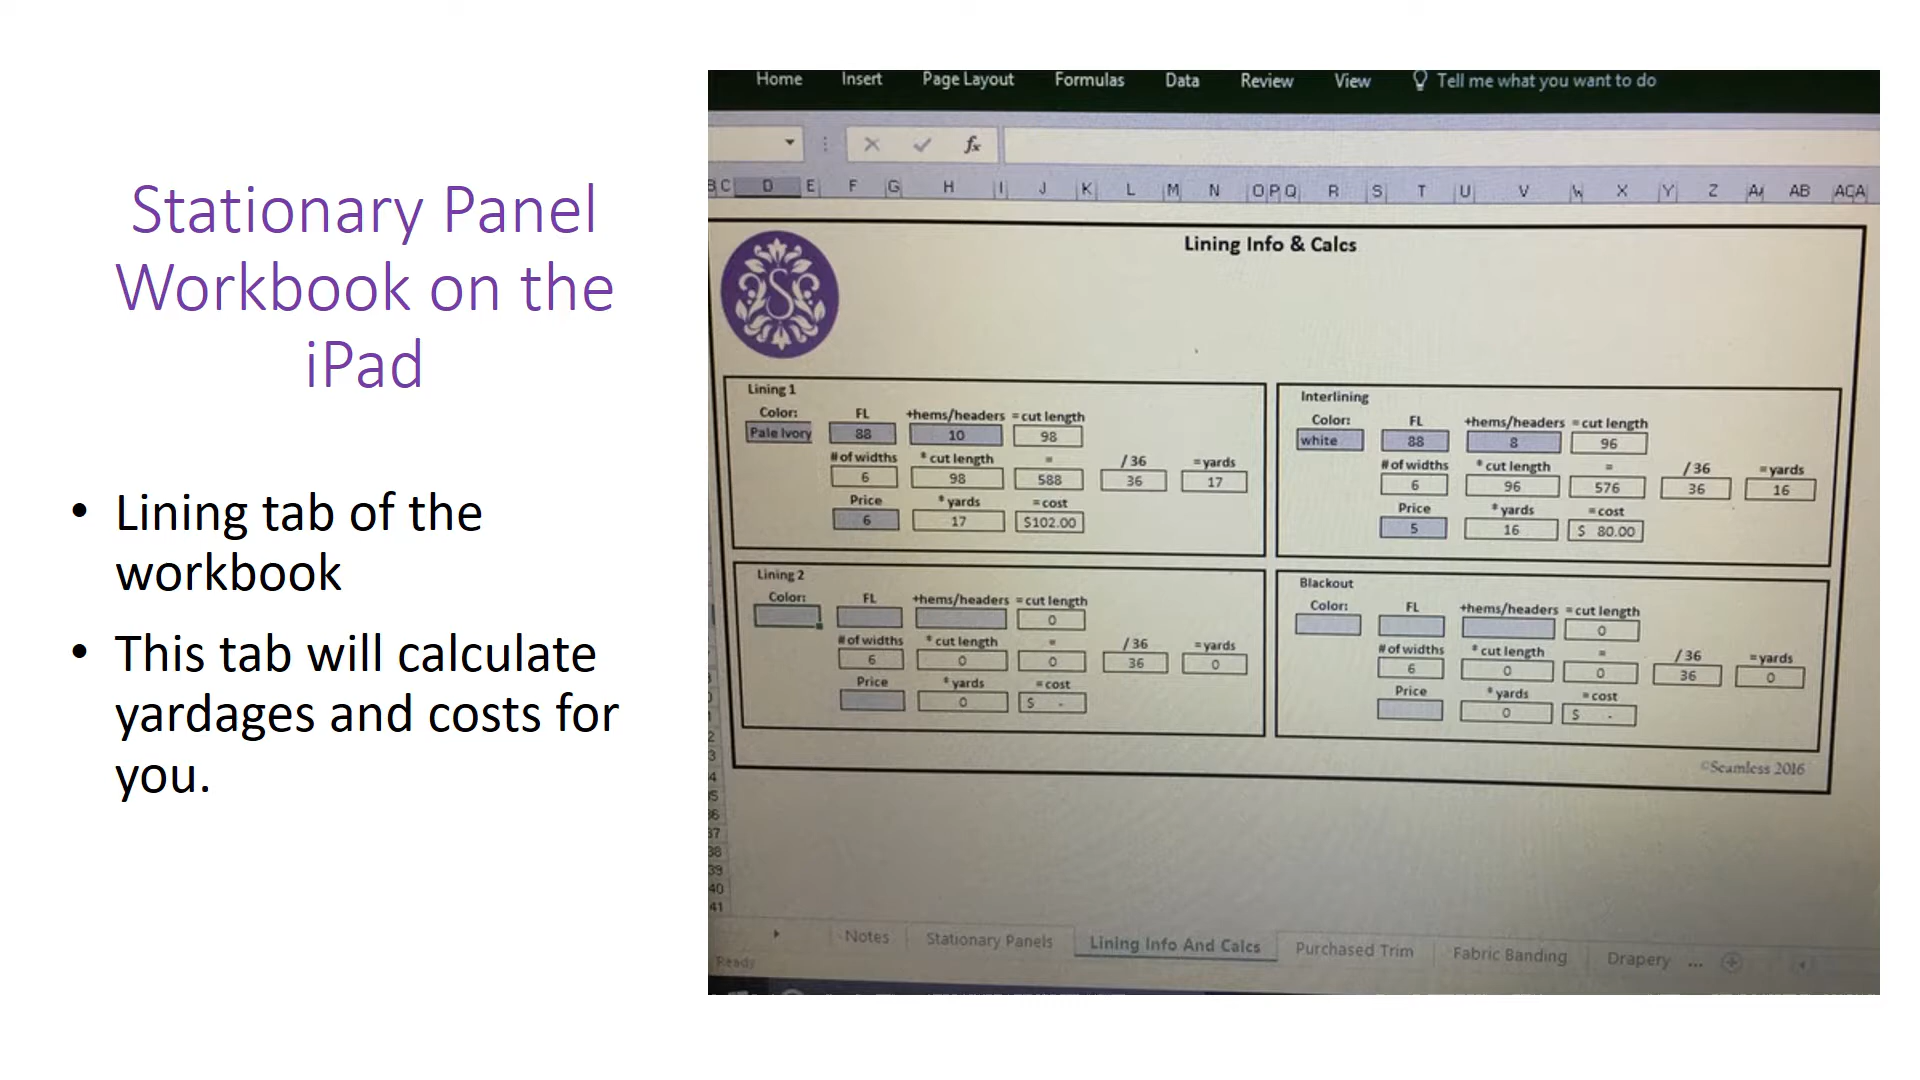 Stationary Panel
Workbook on the
iPad
• Lining tab of the
workbook
• This tab will calculate
yardages and costs for
you.
Home Insert Page Layout Formulas Data Review View Tell me what you want to do
fx
B C D E F G H I J K L M N O P Q R S T U V W X Y Z AB
Lining Info & Calcs
S
Lining 1
Color: FL +hems/headers =cut length
Pale Ivory 88 10 98
# of widths * cut length = / 36 =yards
6 98 588 36 17
Price * yards =cost
6 17 $102.00
Interlining
Color: FL +hems/headers =cut length
white 88 8 96
# of widths * cut length = / 36 =yards
6 96 576 36 16
Price * yards =cost
5 16 $ 80.00
Lining 2
Color: FL +hems/headers =cut length
0
# of widths * cut length = / 36 =yards
6 0 0 36 0
Price * yards =cost
0 $ -
Blackout
Color: FL +hems/headers =cut length
0
# of widths * cut length = / 36 =yards
6 0 0 36 0
Price * yards =cost
0 $ -
©Seamless 2016
37
38
39
40
41
Notes Stationary Panels Lining Info And Calcs Purchased Trim Fabric Banding Drapery ...
Ready